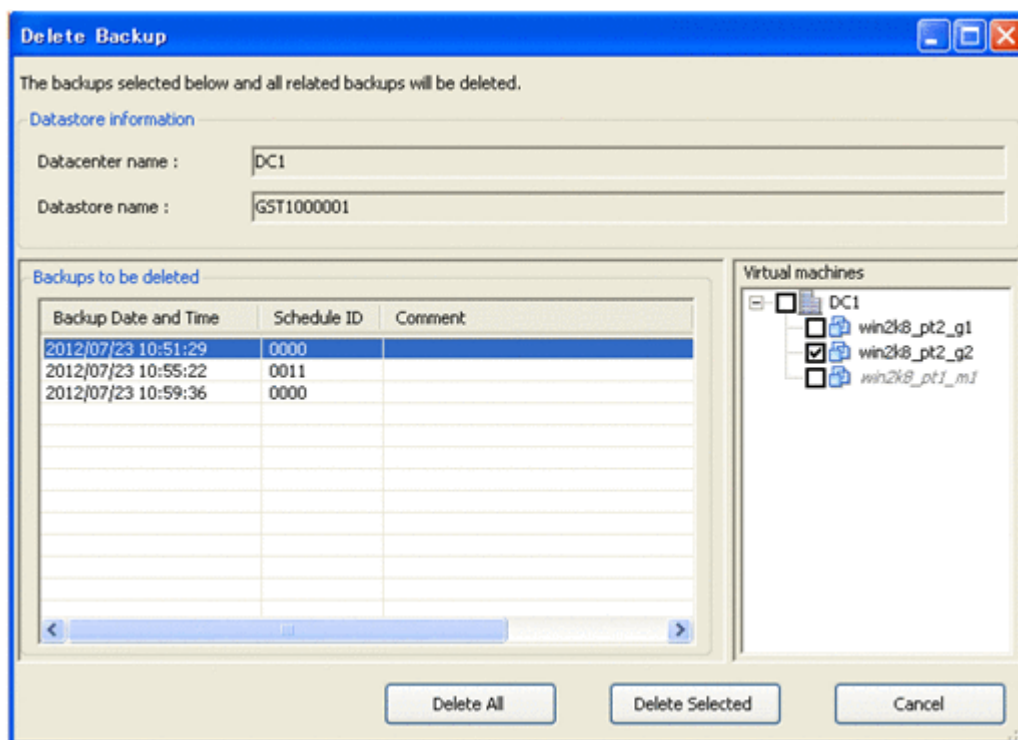 Delete Backup
The backups selected below and all related backups will be deleted.
Datastore information
Datacenter name : DC1
Datastore name : GST1000001
Backups to be deleted
Backup Date and Time Schedule ID Comment
2012/07/23 10:51:29 0000
2012/07/23 10:55:22 0011
2012/07/23 10:59:36 0000
Virtual machines
DC1
win2k8_pt2_g1
win2k8_pt2_g2
win2k8_pt1_m1
Delete All Delete Selected Cancel